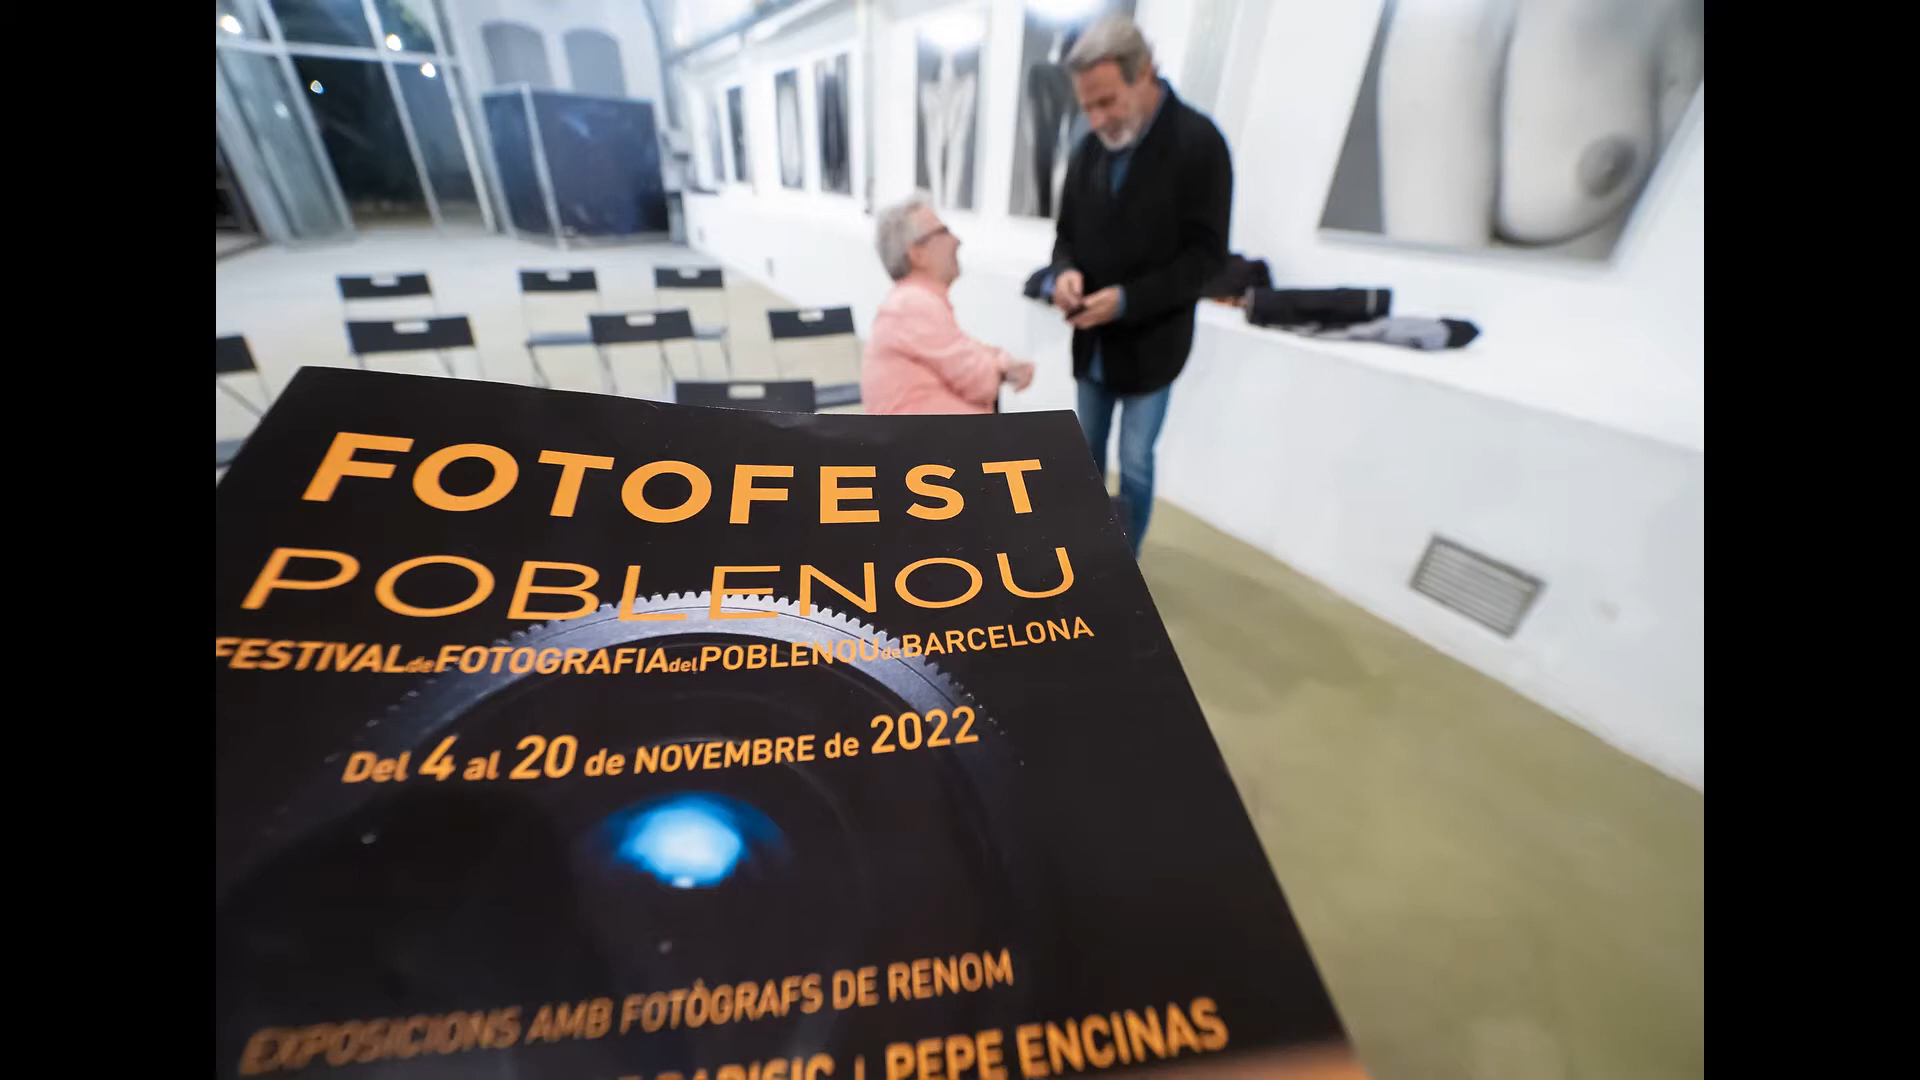 FOTOFEST
POBLENOU
FESTIVAL de FOTOGRAFIA del POBLENOU de BARCELONA
Del 4 al 20 de NOVEMBRE de 2022
EXPOSICIONS AMB FOTÒGRAFS DE RENOM
| PEPE ENCINAS